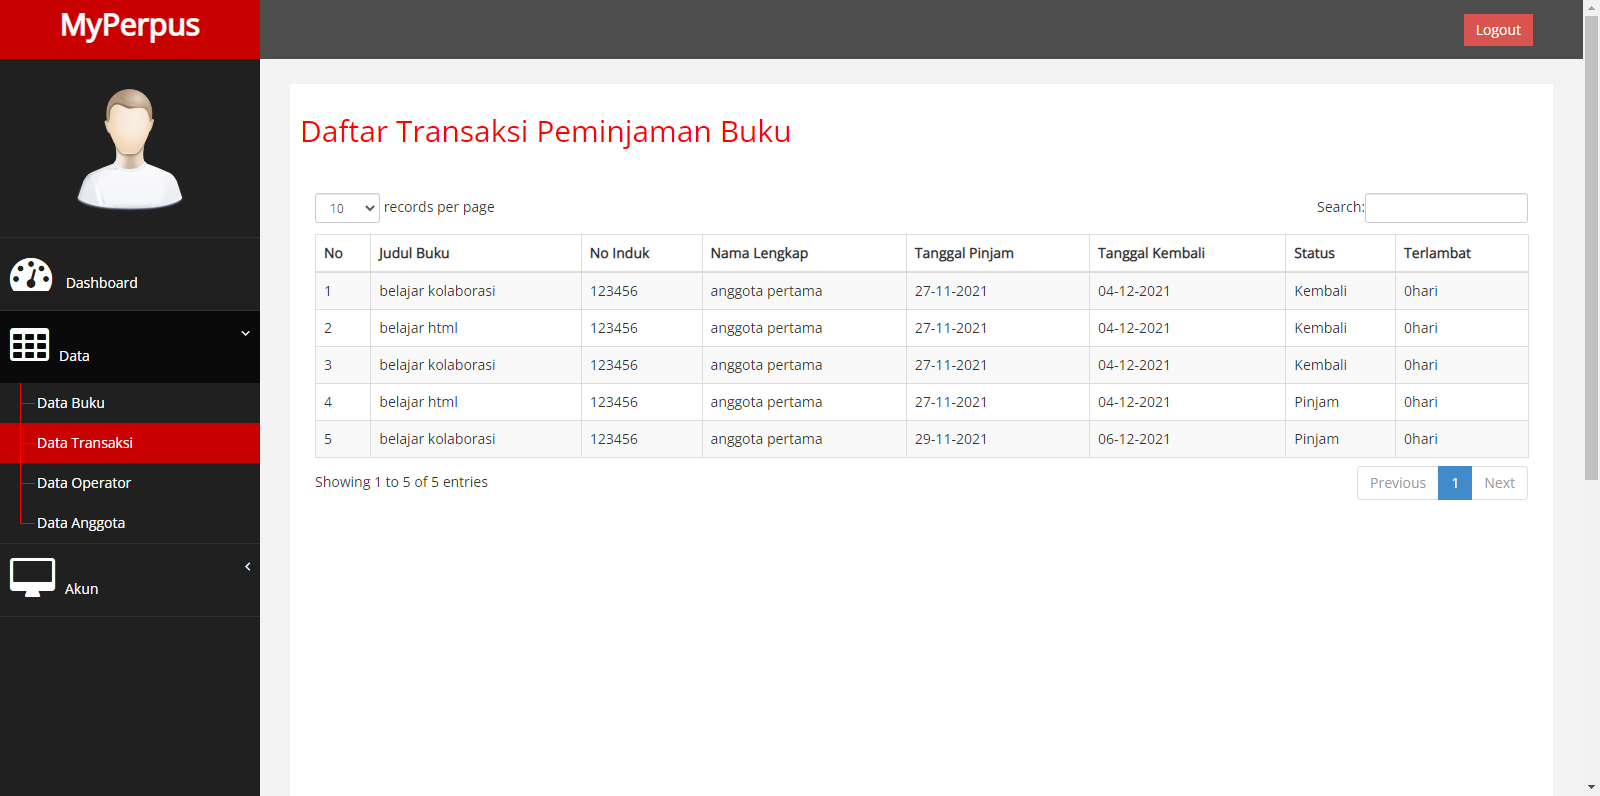 MyPerpus
Logout
Dashboard
Data
Data Buku
Data Transaksi
Data Operator
Data Anggota
Akun
Daftar Transaksi Peminjaman Buku
10 records per page
Search:
No Judul Buku No Induk Nama Lengkap Tanggal Pinjam Tanggal Kembali Status Terlambat
1 belajar kolaborasi 123456 anggota pertama 27-11-2021 04-12-2021 Kembali 0hari
2 belajar html 123456 anggota pertama 27-11-2021 04-12-2021 Kembali 0hari
3 belajar kolaborasi 123456 anggota pertama 27-11-2021 04-12-2021 Kembali 0hari
4 belajar html 123456 anggota pertama 27-11-2021 04-12-2021 Pinjam 0hari
5 belajar kolaborasi 123456 anggota pertama 29-11-2021 06-12-2021 Pinjam 0hari
Showing 1 to 5 of 5 entries
Previous 1 Next